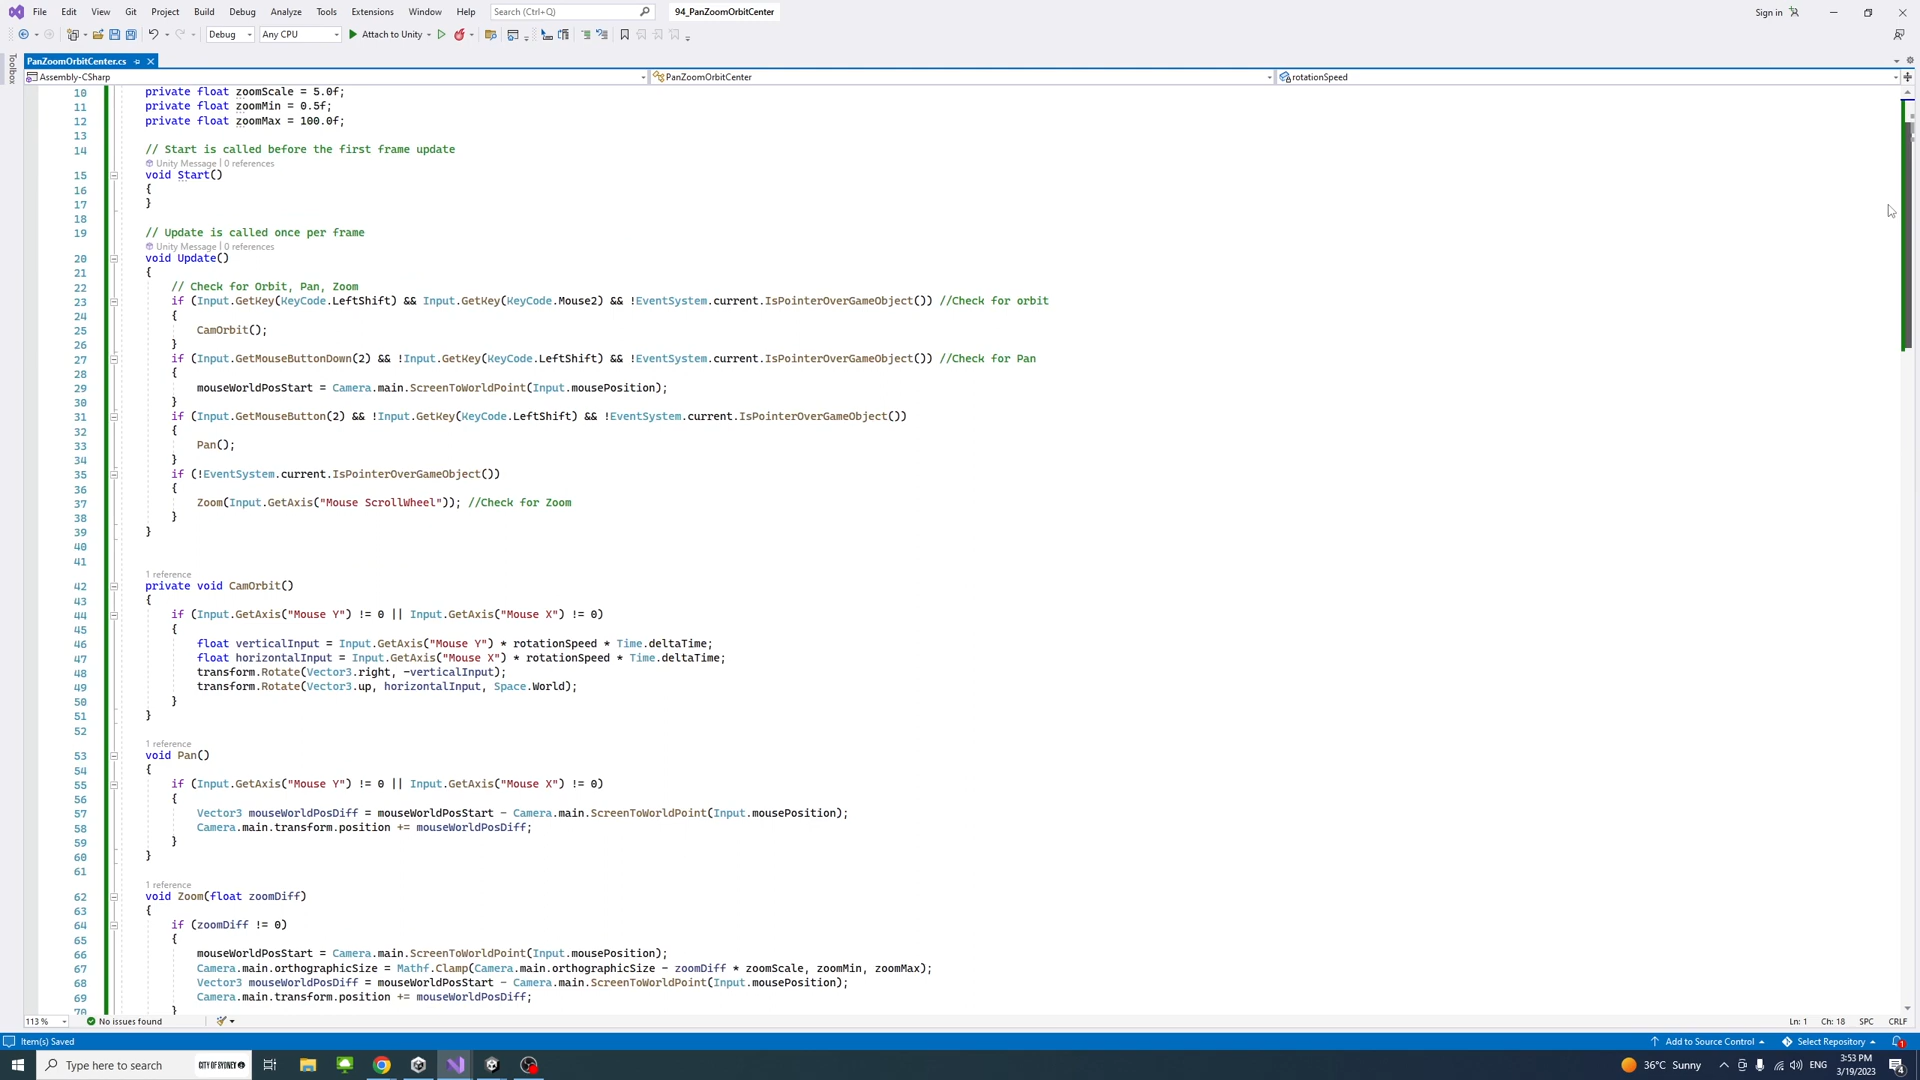 File Edit View Git Project Build Debug Analyze Tools Extensions Window Help Search (Ctrl+Q) 94_PanZoomOrbitCenter Sign in
Debug Any CPU Attach to Unity
Toolbox
PanZoomOrbitCenter.cs
Assembly-CSharp PanZoomOrbitCenter rotationSpeed
10 private float zoomScale = 5.0f;
11 private float zoomMin = 0.5f;
12 private float zoomMax = 100.0f;
13
14 // Start is called before the first frame update
Unity Message | 0 references
15 void Start()
16 {
17 }
18
19 // Update is called once per frame
Unity Message | 0 references
20 void Update()
21 {
22 // Check for Orbit, Pan, Zoom
23 if (Input.GetKey(KeyCode.LeftShift) && Input.GetKey(KeyCode.Mouse2) && !EventSystem.current.IsPointerOverGameObject()) //Check for orbit
24 {
25 CamOrbit();
26 }
27 if (Input.GetMouseButtonDown(2) && !Input.GetKey(KeyCode.LeftShift) && !EventSystem.current.IsPointerOverGameObject()) //Check for Pan
28 {
29 mouseWorldPosStart = Camera.main.ScreenToWorldPoint(Input.mousePosition);
30 }
31 if (Input.GetMouseButton(2) && !Input.GetKey(KeyCode.LeftShift) && !EventSystem.current.IsPointerOverGameObject())
32 {
33 Pan();
34 }
35 if (!EventSystem.current.IsPointerOverGameObject())
36 {
37 Zoom(Input.GetAxis("Mouse ScrollWheel")); //Check for Zoom
38 }
39 }
40
41
1 reference
42 private void CamOrbit()
43 {
44 if (Input.GetAxis("Mouse Y") != 0 || Input.GetAxis("Mouse X") != 0)
45 {
46 float verticalInput = Input.GetAxis("Mouse Y") * rotationSpeed * Time.deltaTime;
47 float horizontalInput = Input.GetAxis("Mouse X") * rotationSpeed * Time.deltaTime;
48 transform.Rotate(Vector3.right, -verticalInput);
49 transform.Rotate(Vector3.up, horizontalInput, Space.World);
50 }
51 }
52
1 reference
53 void Pan()
54 {
55 if (Input.GetAxis("Mouse Y") != 0 || Input.GetAxis("Mouse X") != 0)
56 {
57 Vector3 mouseWorldPosDiff = mouseWorldPosStart - Camera.main.ScreenToWorldPoint(Input.mousePosition);
58 Camera.main.transform.position += mouseWorldPosDiff;
59 }
60 }
61
1 reference
62 void Zoom(float zoomDiff)
63 {
64 if (zoomDiff != 0)
65 {
66 mouseWorldPosStart = Camera.main.ScreenToWorldPoint(Input.mousePosition);
67 Camera.main.orthographicSize = Mathf.Clamp(Camera.main.orthographicSize - zoomDiff * zoomScale, zoomMin, zoomMax);
68 Vector3 mouseWorldPosDiff = mouseWorldPosStart - Camera.main.ScreenToWorldPoint(Input.mousePosition);
69 Camera.main.transform.position += mouseWorldPosDiff;
70 }
113 % No issues found Ln: 1 Ch: 18 SPC CRLF
Item(s) Saved Add to Source Control Select Repository 1
Type here to search CITY OF SYDNEY 36°C Sunny ENG 3:53 PM
3/19/2023 4